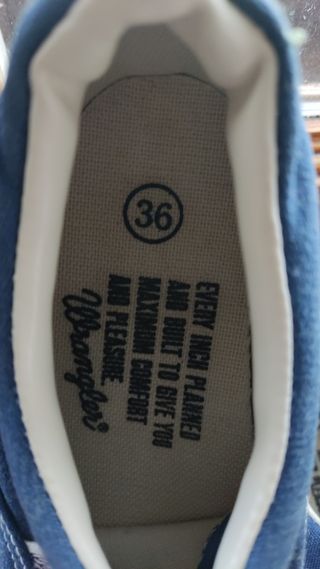 36
EVERY INCH PLANNED
AND BUILT TO GIVE YOU
MAXIMUM COMFORT
AND PLEASURE.
Wrangler